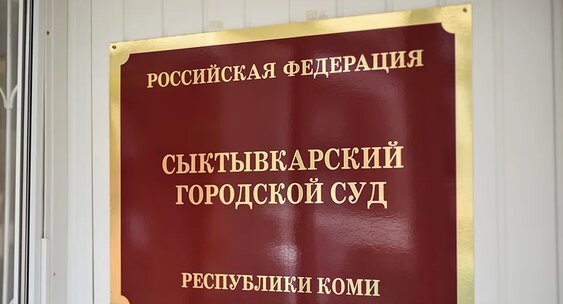 РОССИЙСКАЯ ФЕДЕРАЦИЯ
СЫКТЫВКАРСКИЙ
ГОРОДСКОЙ СУД
РЕСПУБЛИКИ КОМИ